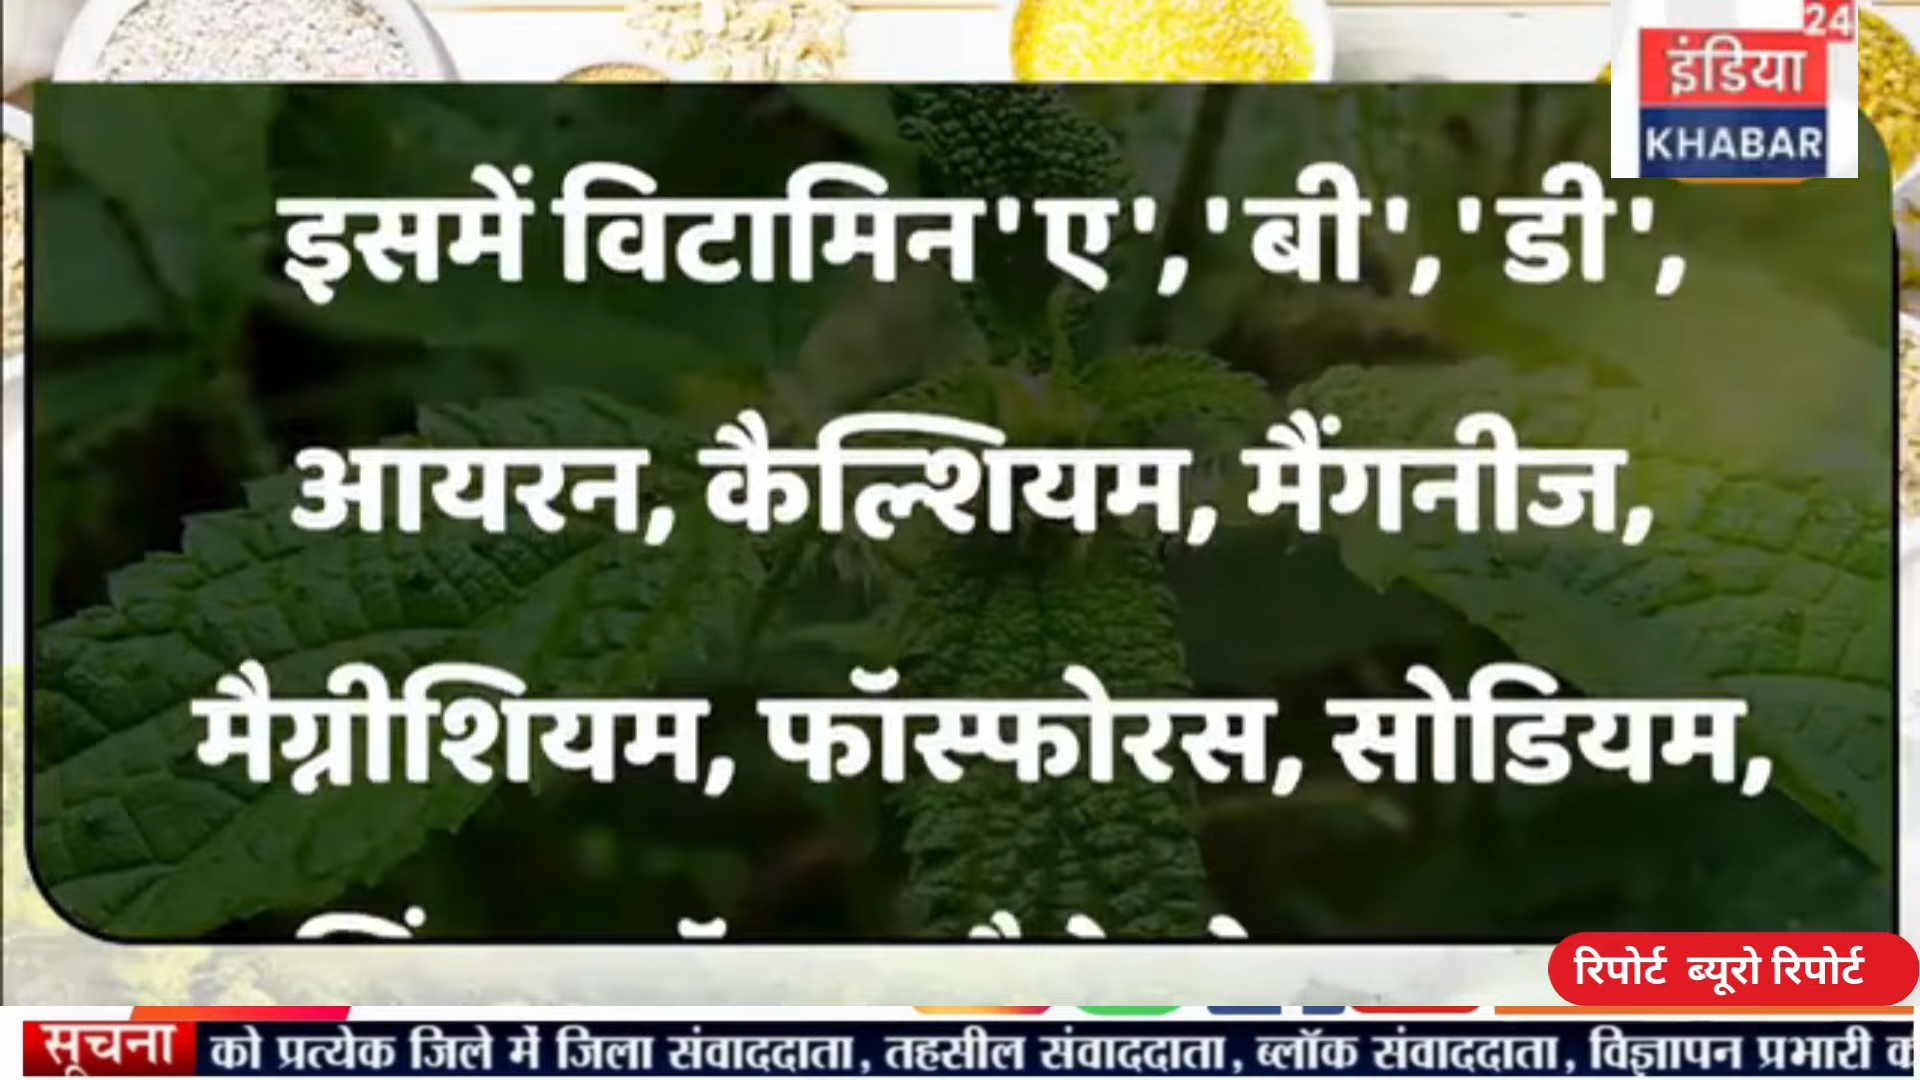 24
इंडिया
KHABAR
इसमें विटामिन 'ए', 'बी', 'डी',
आयरन, कैल्शियम, मैंगनीज,
मैग्नीशियम, फॉस्फोरस, सोडियम,
रिपोर्ट ब्यूरो रिपोर्ट
सूचना को प्रत्येक जिले में जिला संवाददाता, तहसील संवाददाता, ब्लॉक संवाददाता, विज्ञापन प्रभारी